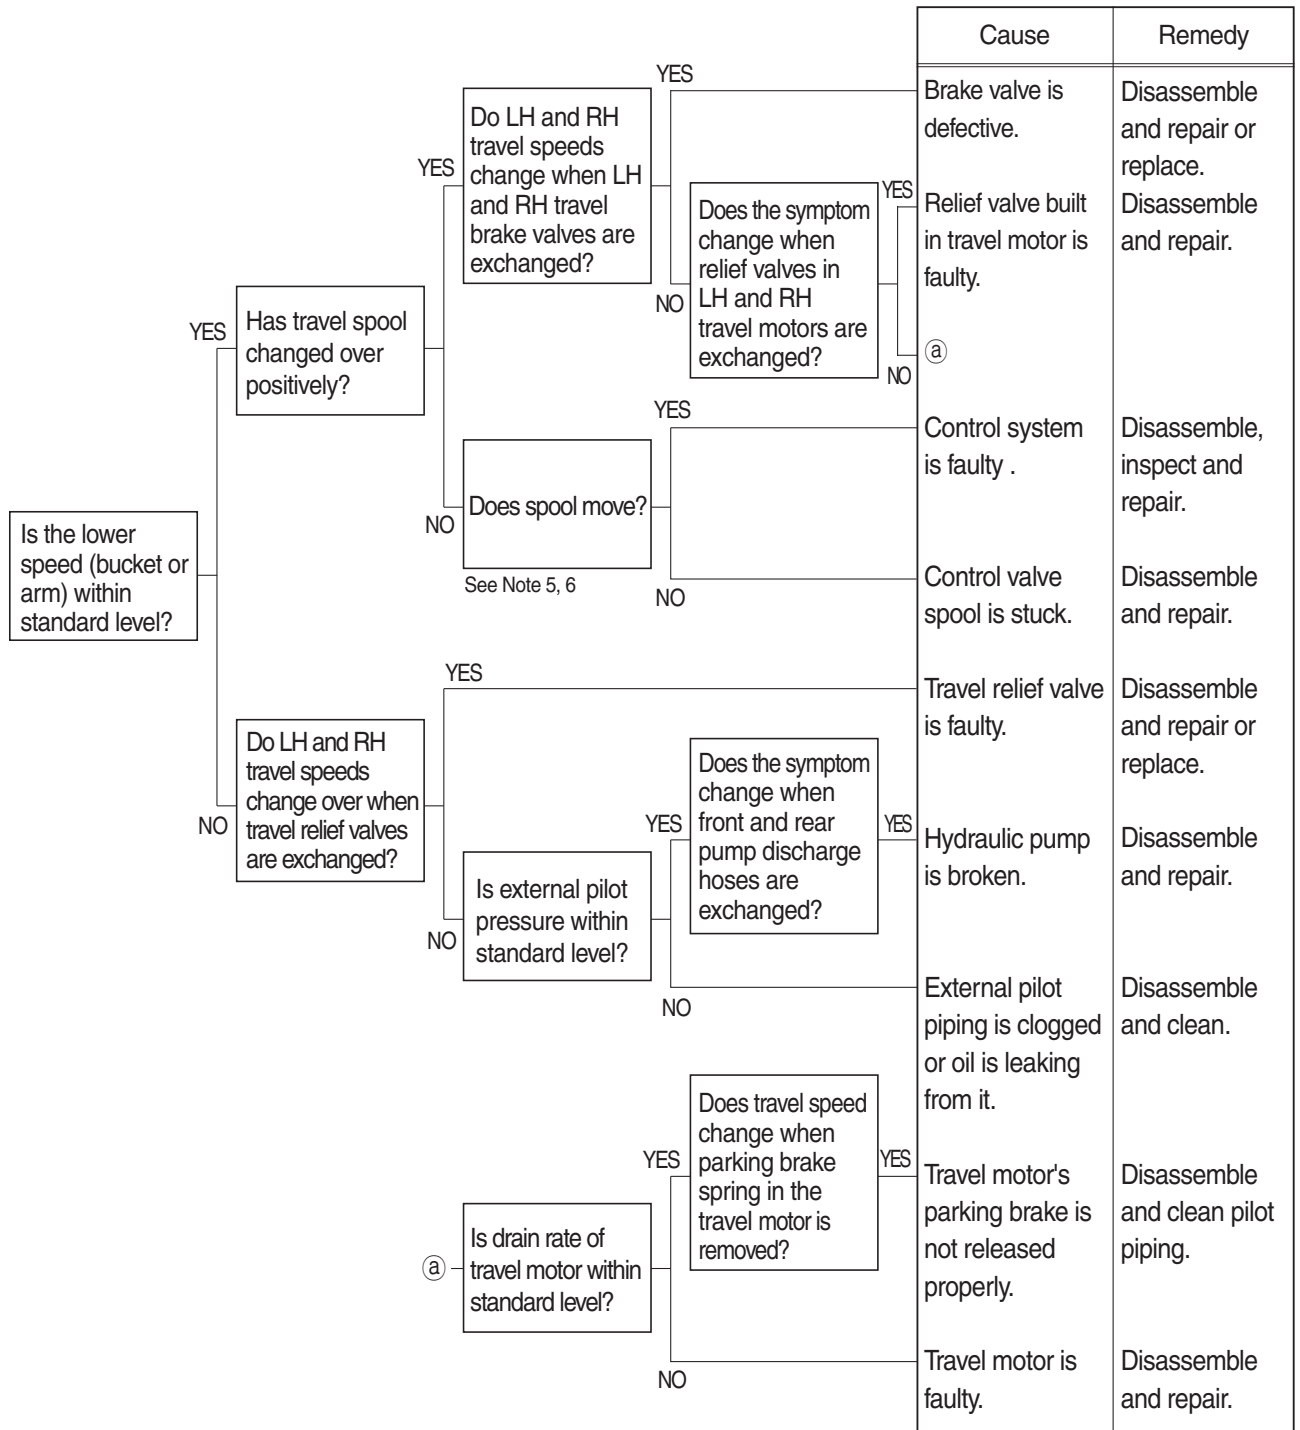 Cause
Remedy
YES
Do LH and RH
travel speeds
change when LH
and RH travel
brake valves are
exchanged?
YES
Brake valve is
defective.
Disassemble
and repair or
replace.
Does the symptom
change when
relief valves in
LH and RH
travel motors are
exchanged?
NO
YES
Relief valve built
in travel motor is
faulty.
Disassemble
and repair.
NO
ⓐ
YES
Has travel spool
changed over
positively?
NO
Does spool move?
See Note 5, 6
YES
Control system
is faulty .
Disassemble,
inspect and
repair.
NO
Control valve
spool is stuck.
Disassemble
and repair.
Is the lower
speed (bucket or
arm) within
standard level?
NO
Do LH and RH
travel speeds
change over when
travel relief valves
are exchanged?
YES
Travel relief valve
is faulty.
Disassemble
and repair or
replace.
NO
Is external pilot
pressure within
standard level?
YES
Does the symptom
change when
front and rear
pump discharge
hoses are
exchanged?
YES
Hydraulic pump
is broken.
Disassemble
and repair.
NO
External pilot
piping is clogged
or oil is leaking
from it.
Disassemble
and clean.
ⓐ
Is drain rate of
travel motor within
standard level?
YES
Does travel speed
change when
parking brake
spring in the
travel motor is
removed?
YES
Travel motor's
parking brake is
not released
properly.
Disassemble
and clean pilot
piping.
NO
Travel motor is
faulty.
Disassemble
and repair.